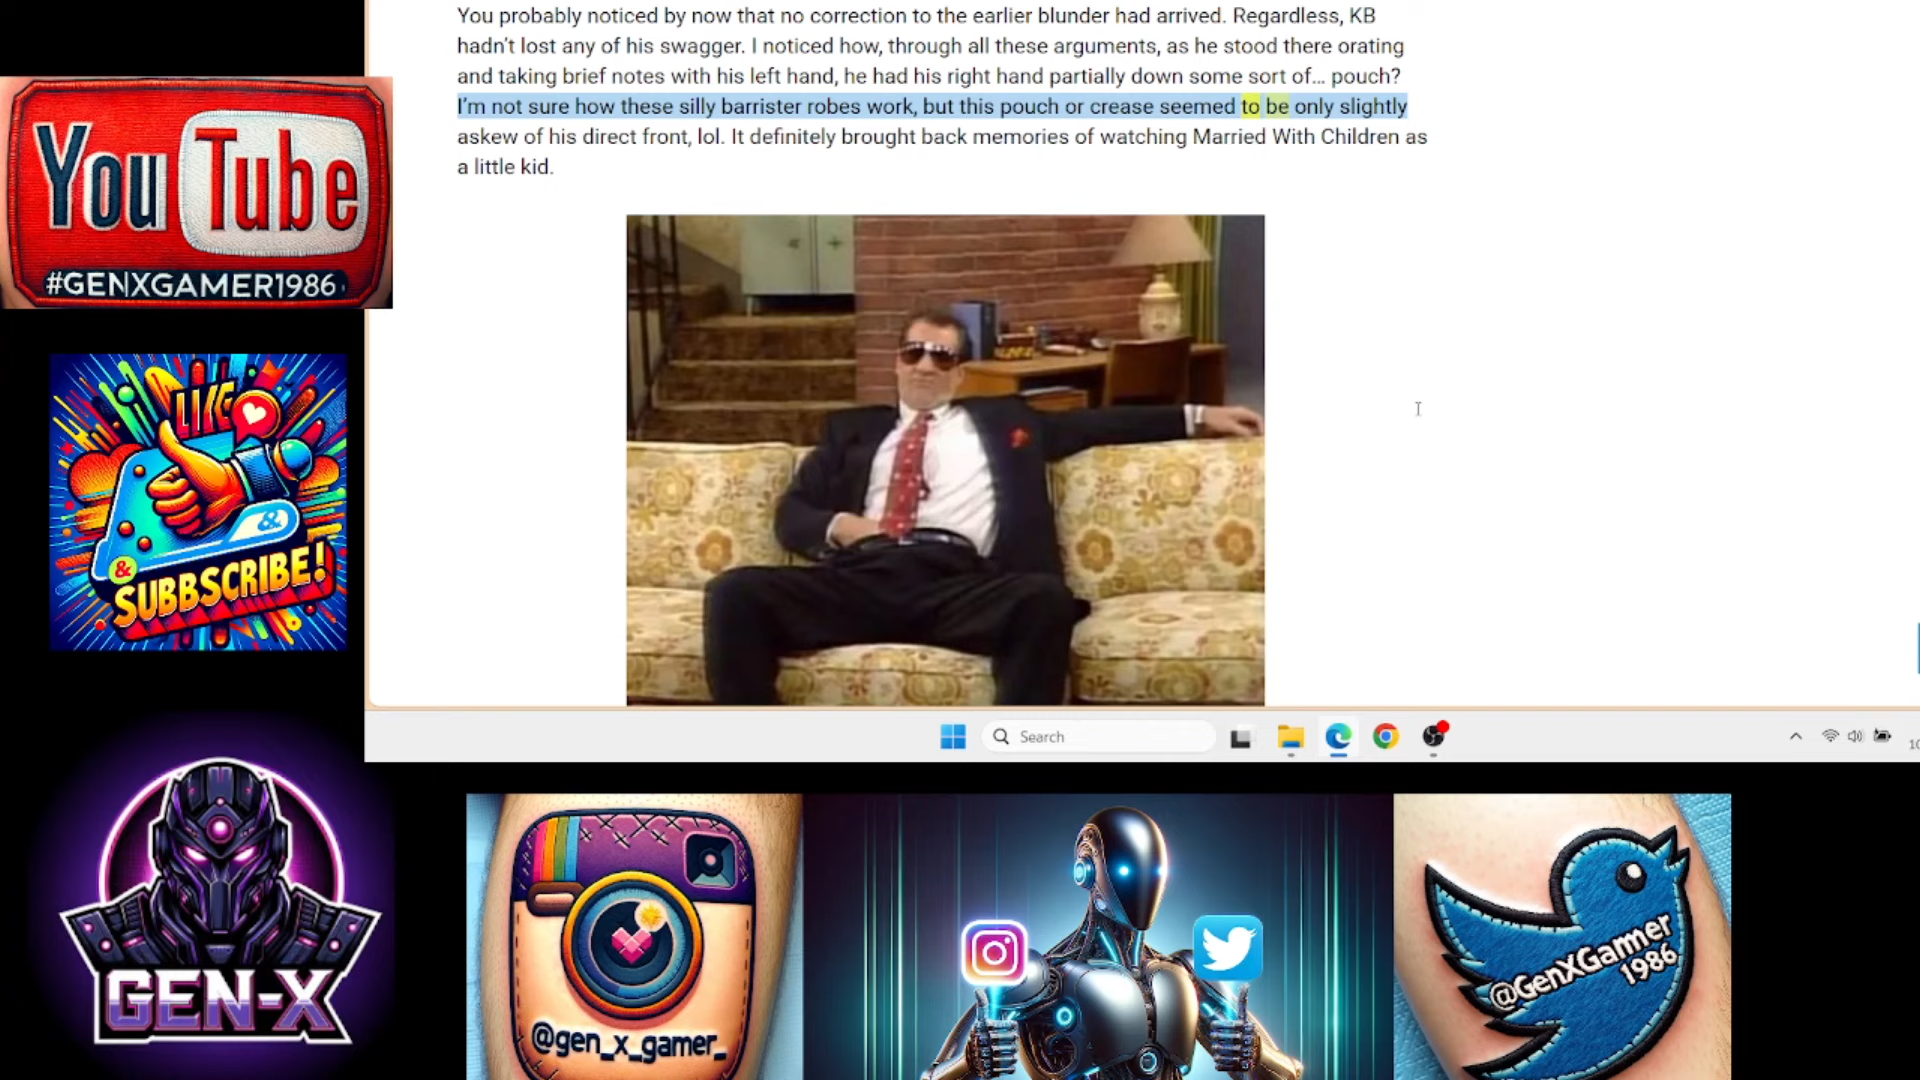 You probably noticed by now that no correction to the earlier blunder had arrived. Regardless, KB
hadn't lost any of his swagger. I noticed how, through all these arguments, as he stood there orating
and taking brief notes with his left hand, he had his right hand partially down some sort of… pouch?
I'm not sure how these silly barrister robes work, but this pouch or crease seemed to be only slightly
askew of his direct front, lol. It definitely brought back memories of watching Married With Children as
a little kid.
You Tube
#GENXGAMER1986
LIKE
&
&
SUBBSCRIBE!
Search
10
GEN-X
@gen_x_gamer_
@GenXGamer
1986